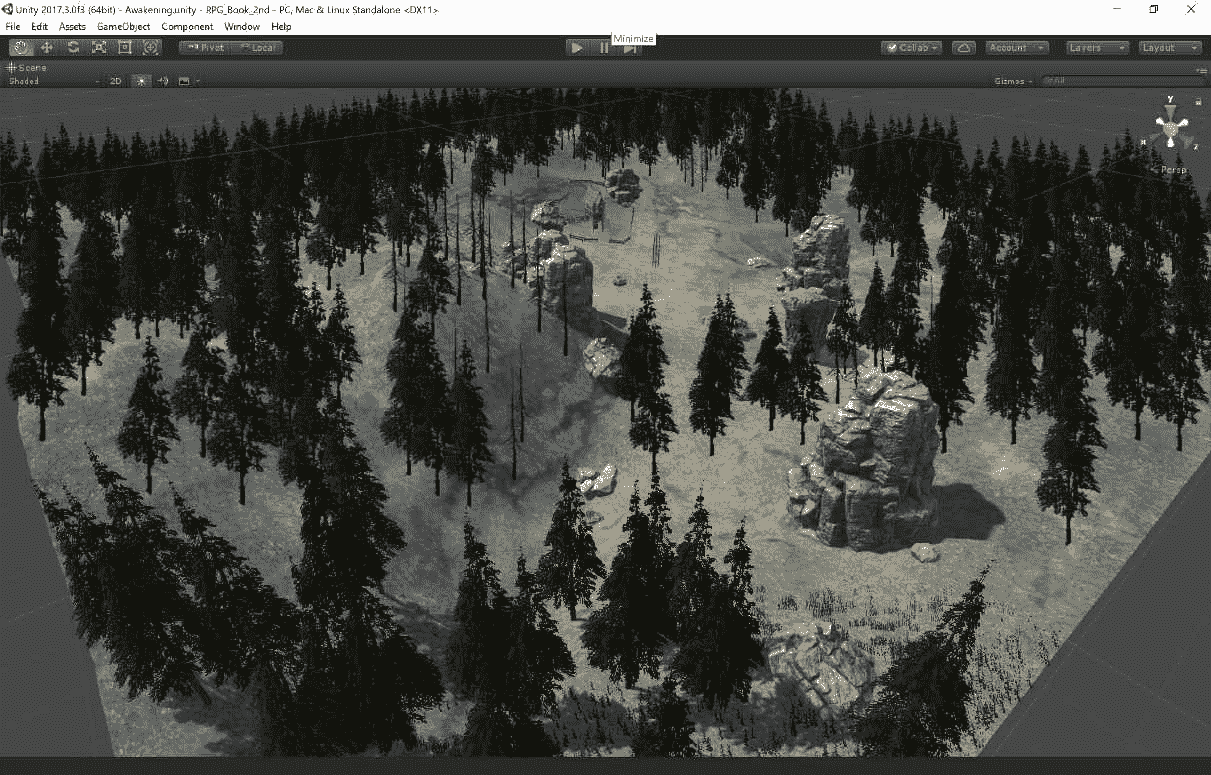 Unity 2017.3.0f3 (64bit) - Awakening.unity - RPG_Book_2nd - PC, Mac & Linux Standalone <DX11>
File Edit Assets GameObject Component Window Help
Pivot Local Collab Account Layers Layout
Minimize
Scene
Shaded 2D Gizmos
y
x z
Persp